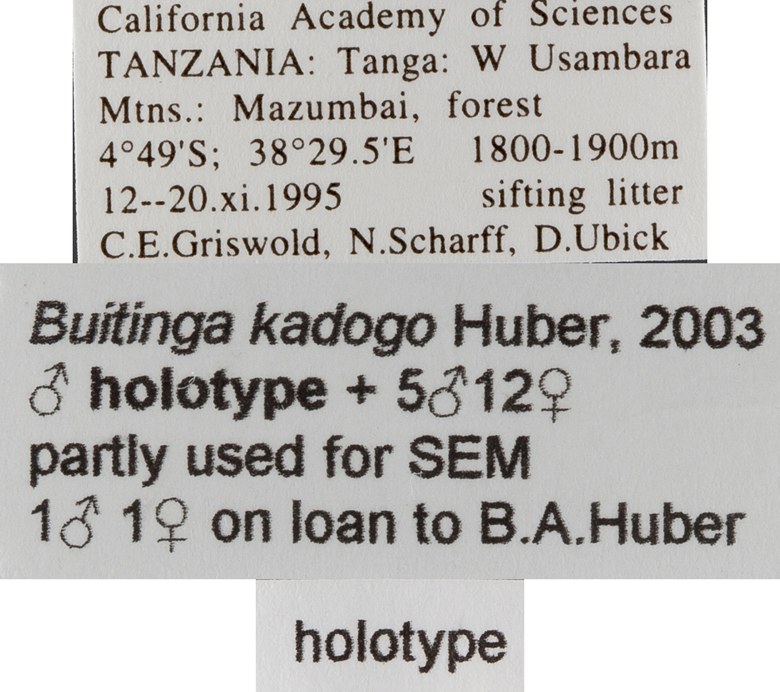 California Academy of Sciences
TANZANIA: Tanga: W Usambara
Mtns.: Mazumbai, forest
4°49'S; 38°29.5'E 1800-1900m
12--20.xi.1995 sifting litter
C.E.Griswold, N.Scharff, D.Ubick
Buitinga kadogo Huber, 2003
♂ holotype + 5♂12♀
partly used for SEM
1♂ 1♀ on loan to B.A.Huber
holotype